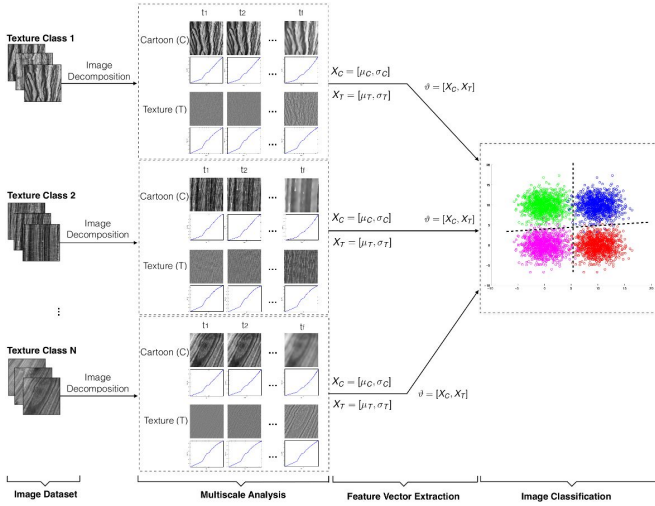 Texture Class 1
Image
Decomposition
t1 t2 ... tf
Cartoon (C)
...
Texture (T)
...
...
X_C = [μ_C, σ_C]
X_T = [μ_T, σ_T]
ϑ = [X_C, X_T]
Texture Class 2
Image
Decomposition
t1 t2 ... tf
Cartoon (C)
...
Texture (T)
...
...
X_C = [μ_C, σ_C]
X_T = [μ_T, σ_T]
ϑ = [X_C, X_T]
...
Texture Class N
Image
Decomposition
t1 t2 tf
Cartoon (C)
...
...
Texture (T)
...
...
X_C = [μ_C, σ_C]
X_T = [μ_T, σ_T]
ϑ = [X_C, X_T]
Image Dataset
Multiscale Analysis
Feature Vector Extraction
Image Classification